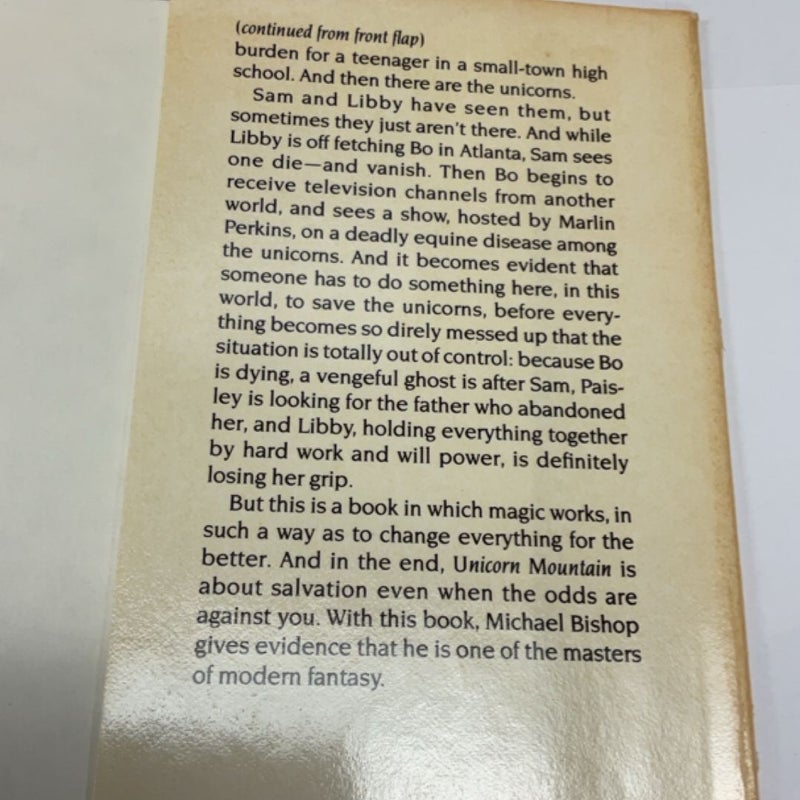 (continued from front flap)
burden for a teenager in a small-town high
school. And then there are the unicorns.
Sam and Libby have seen them, but
sometimes they just aren't there. And while
Libby is off fetching Bo in Atlanta, Sam sees
one die—and vanish. Then Bo begins to
receive television channels from another
world, and sees a show, hosted by Marlin
Perkins, on a deadly equine disease among
the unicorns. And it becomes evident that
someone has to do something here, in this
world, to save the unicorns, before every-
thing becomes so direly messed up that the
situation is totally out of control: because Bo
is dying, a vengeful ghost is after Sam, Pais-
ley is looking for the father who abandoned
her, and Libby, holding everything together
by hard work and will power, is definitely
losing her grip.
But this is a book in which magic works, in
such a way as to change everything for the
better. And in the end, Unicorn Mountain is
about salvation even when the odds are
against you. With this book, Michael Bishop
gives evidence that he is one of the masters
of modern fantasy.